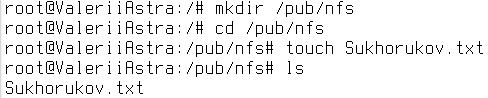 root@ValeriiAstra:/# mkdir /pub/nfs
root@ValeriiAstra:/# cd /pub/nfs
root@ValeriiAstra:/pub/nfs# touch Sukhorukov.txt
root@ValeriiAstra:/pub/nfs# ls
Sukhorukov.txt